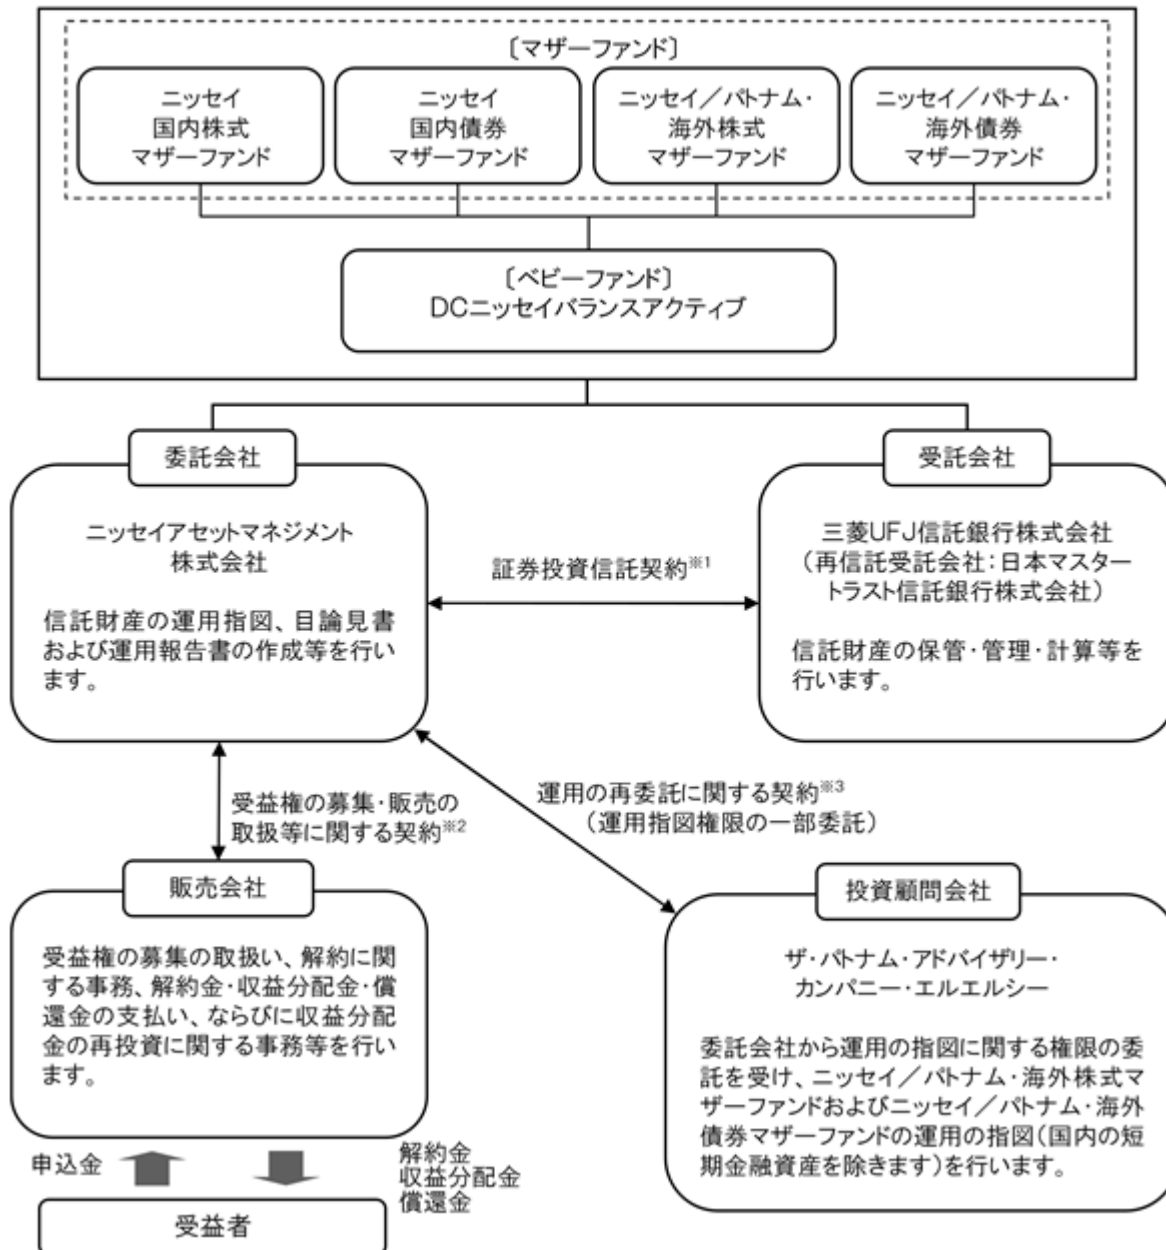 〔マザーファンド〕
ニッセイ
国内株式
マザーファンド
ニッセイ
国内債券
マザーファンド
ニッセイ／パトナム・
海外株式
マザーファンド
ニッセイ／パトナム・
海外債券
マザーファンド
〔ベビーファンド〕
DCニッセイバランスアクティブ
委託会社
ニッセイアセットマネジメント
株式会社
信託財産の運用指図、目論見書
および運用報告書の作成等を行い
ます。
証券投資信託契約※1
受託会社
三菱UFJ信託銀行株式会社
（再信託受託会社：日本マスター
トラスト信託銀行株式会社）
信託財産の保管・管理・計算等を
行います。
受益権の募集・販売の
取扱等に関する契約※2
運用の再委託に関する契約※3
（運用指図権限の一部委託）
販売会社
受益権の募集の取扱い、解約に関
する事務、解約金・収益分配金・償
還金の支払い、ならびに収益分配
金の再投資に関する事務等を行い
ます。
投資顧問会社
ザ・パトナム・アドバイザリー・
カンパニー・エルエルシー
委託会社から運用の指図に関する権限の委
託を受け、ニッセイ／パトナム・海外株式マ
ザーファンドおよびニッセイ／パトナム・海外
債券マザーファンドの運用の指図（国内の短
期金融資産を除きます）を行います。
申込金
解約金
収益分配金
償還金
受益者